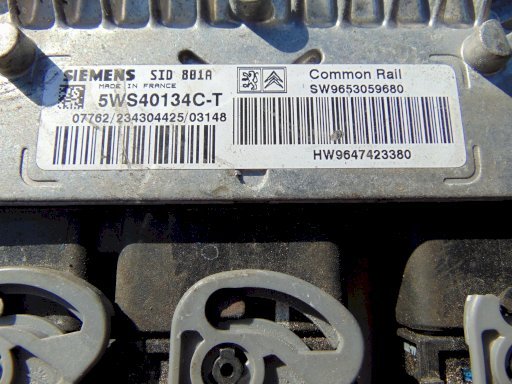 SIEMENS SID 801A
MADE IN FRANCE
5WS40134C-T
07762/234304425/03148
Common Rail
SW9653059680
HW9647423380